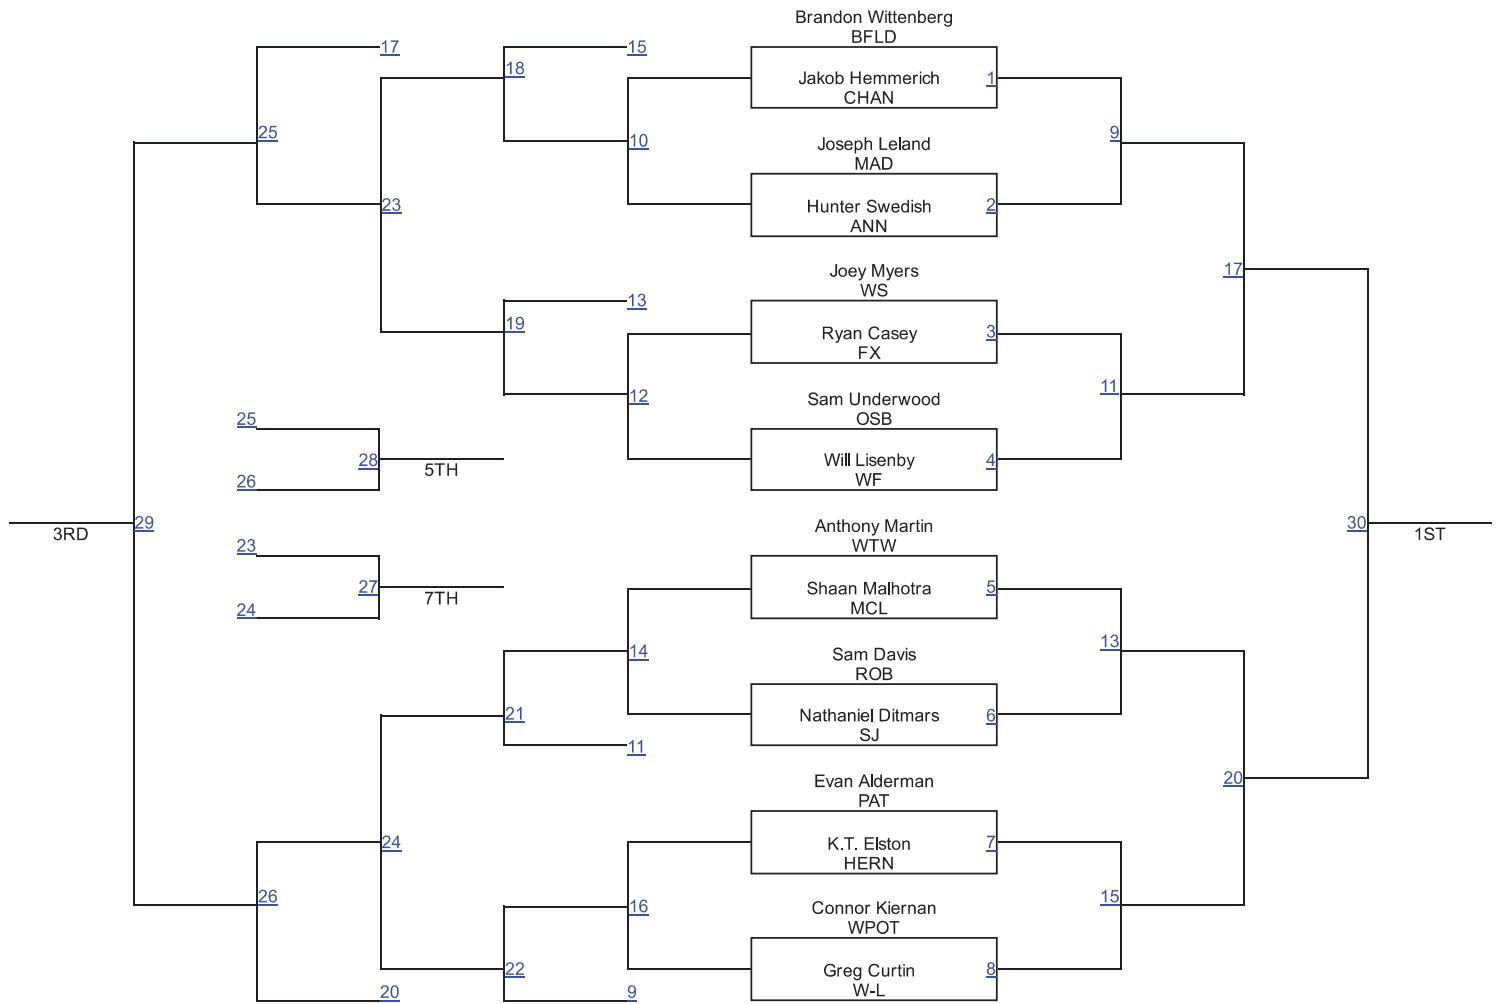 Brandon Wittenberg
BFLD
17
15
18
Jakob Hemmerich
1
CHAN
25
10
9
Joseph Leland
MAD
23
Hunter Swedish
2
ANN
Joey Myers
WS
17
13
19
Ryan Casey
3
FX
12
11
Sam Underwood
OSB
25
28
5TH
Will Lisenby
4
WF
26
29
3RD
Anthony Martin
WTW
30
1ST
23
27
7TH
Shaan Malhotra
5
MCL
24
14
13
Sam Davis
ROB
21
Nathaniel Ditmars
6
SJ
11
Evan Alderman
PAT
20
24
K.T. Elston
7
HERN
26
16
15
Connor Kiernan
WPOT
22
Greg Curtin
8
W-L
20
9